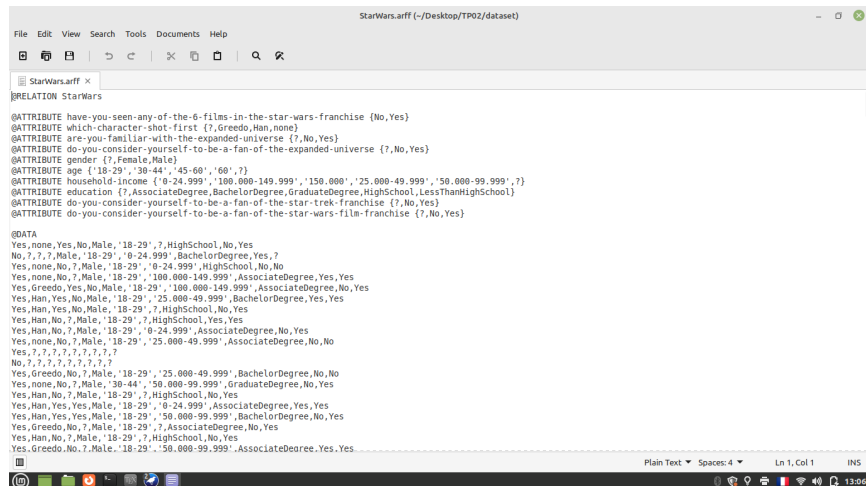 StarWars.arff (~/Desktop/TP02/dataset)
File Edit View Search Tools Documents Help
StarWars.arff
@RELATION StarWars
@ATTRIBUTE have-you-seen-any-of-the-6-films-in-the-star-wars-franchise {No,Yes}
@ATTRIBUTE which-character-shot-first {?,Greedo,Han,none}
@ATTRIBUTE are-you-familiar-with-the-expanded-universe {?,No,Yes}
@ATTRIBUTE do-you-consider-yourself-to-be-a-fan-of-the-expanded-universe {?,No,Yes}
@ATTRIBUTE gender {?,Female,Male}
@ATTRIBUTE age {'18-29','30-44','45-60','60',?}
@ATTRIBUTE household-income {'0-24.999','100.000-149.999','150.000','25.000-49.999','50.000-99.999',?}
@ATTRIBUTE education {?,AssociateDegree,BachelorDegree,GraduateDegree,HighSchool,LessThanHighSchool}
@ATTRIBUTE do-you-consider-yourself-to-be-a-fan-of-the-star-trek-franchise {?,No,Yes}
@ATTRIBUTE do-you-consider-yourself-to-be-a-fan-of-the-star-wars-film-franchise {?,No,Yes}
@DATA
Yes,none,Yes,No,Male,'18-29',?,HighSchool,No,Yes
No,?,?,?,Male,'18-29','0-24.999',BachelorDegree,Yes,?
Yes,none,No,?,Male,'18-29','0-24.999',HighSchool,No,No
Yes,none,No,?,Male,'18-29','100.000-149.999',AssociateDegree,Yes,Yes
Yes,Greedo,Yes,No,Male,'18-29','100.000-149.999',AssociateDegree,No,Yes
Yes,Han,Yes,No,Male,'18-29','25.000-49.999',BachelorDegree,Yes,Yes
Yes,Han,Yes,No,Male,'18-29',?,HighSchool,No,Yes
Yes,Han,No,?,Male,'18-29',?,HighSchool,Yes,Yes
Yes,Han,No,?,Male,'18-29','0-24.999',AssociateDegree,No,Yes
Yes,none,No,?,Male,'18-29','25.000-49.999',AssociateDegree,No,No
Yes,?,?,?,?,?,?,?,?,?
No,?,?,?,?,?,?,?,?,?
Yes,Greedo,No,?,Male,'18-29','25.000-49.999',BachelorDegree,No,No
Yes,none,No,?,Male,'30-44','50.000-99.999',GraduateDegree,No,Yes
Yes,Han,No,?,Male,'18-29',?,HighSchool,No,Yes
Yes,Han,Yes,Yes,Male,'18-29','0-24.999',AssociateDegree,Yes,Yes
Yes,Han,Yes,Yes,Male,'18-29','50.000-99.999',BachelorDegree,No,Yes
Yes,Greedo,No,?,Male,'18-29',?,AssociateDegree,No,Yes
Yes,Han,No,?,Male,'18-29',?,HighSchool,No,Yes
Yes,Greedo,No,?,Male,'18-29','50.000-99.999',AssociateDegree,Yes,Yes
Plain Text Spaces: 4 Ln 1, Col 1 INS
13:06